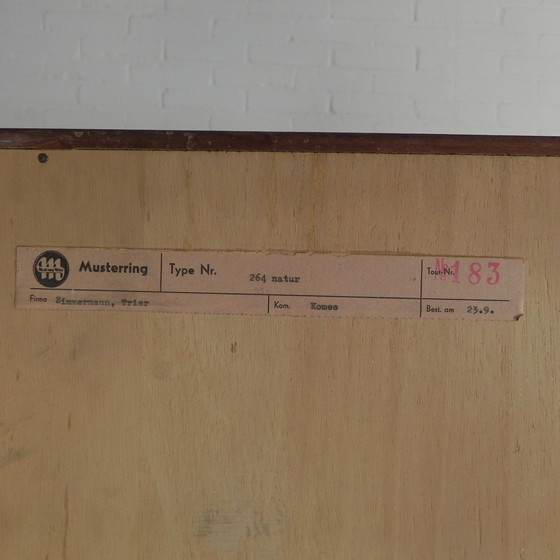 m Musterring Type Nr. 264 natur Tour-Nr. №183
Firma Zimmermann, Trier Kom. Komes Best. am 23.9.